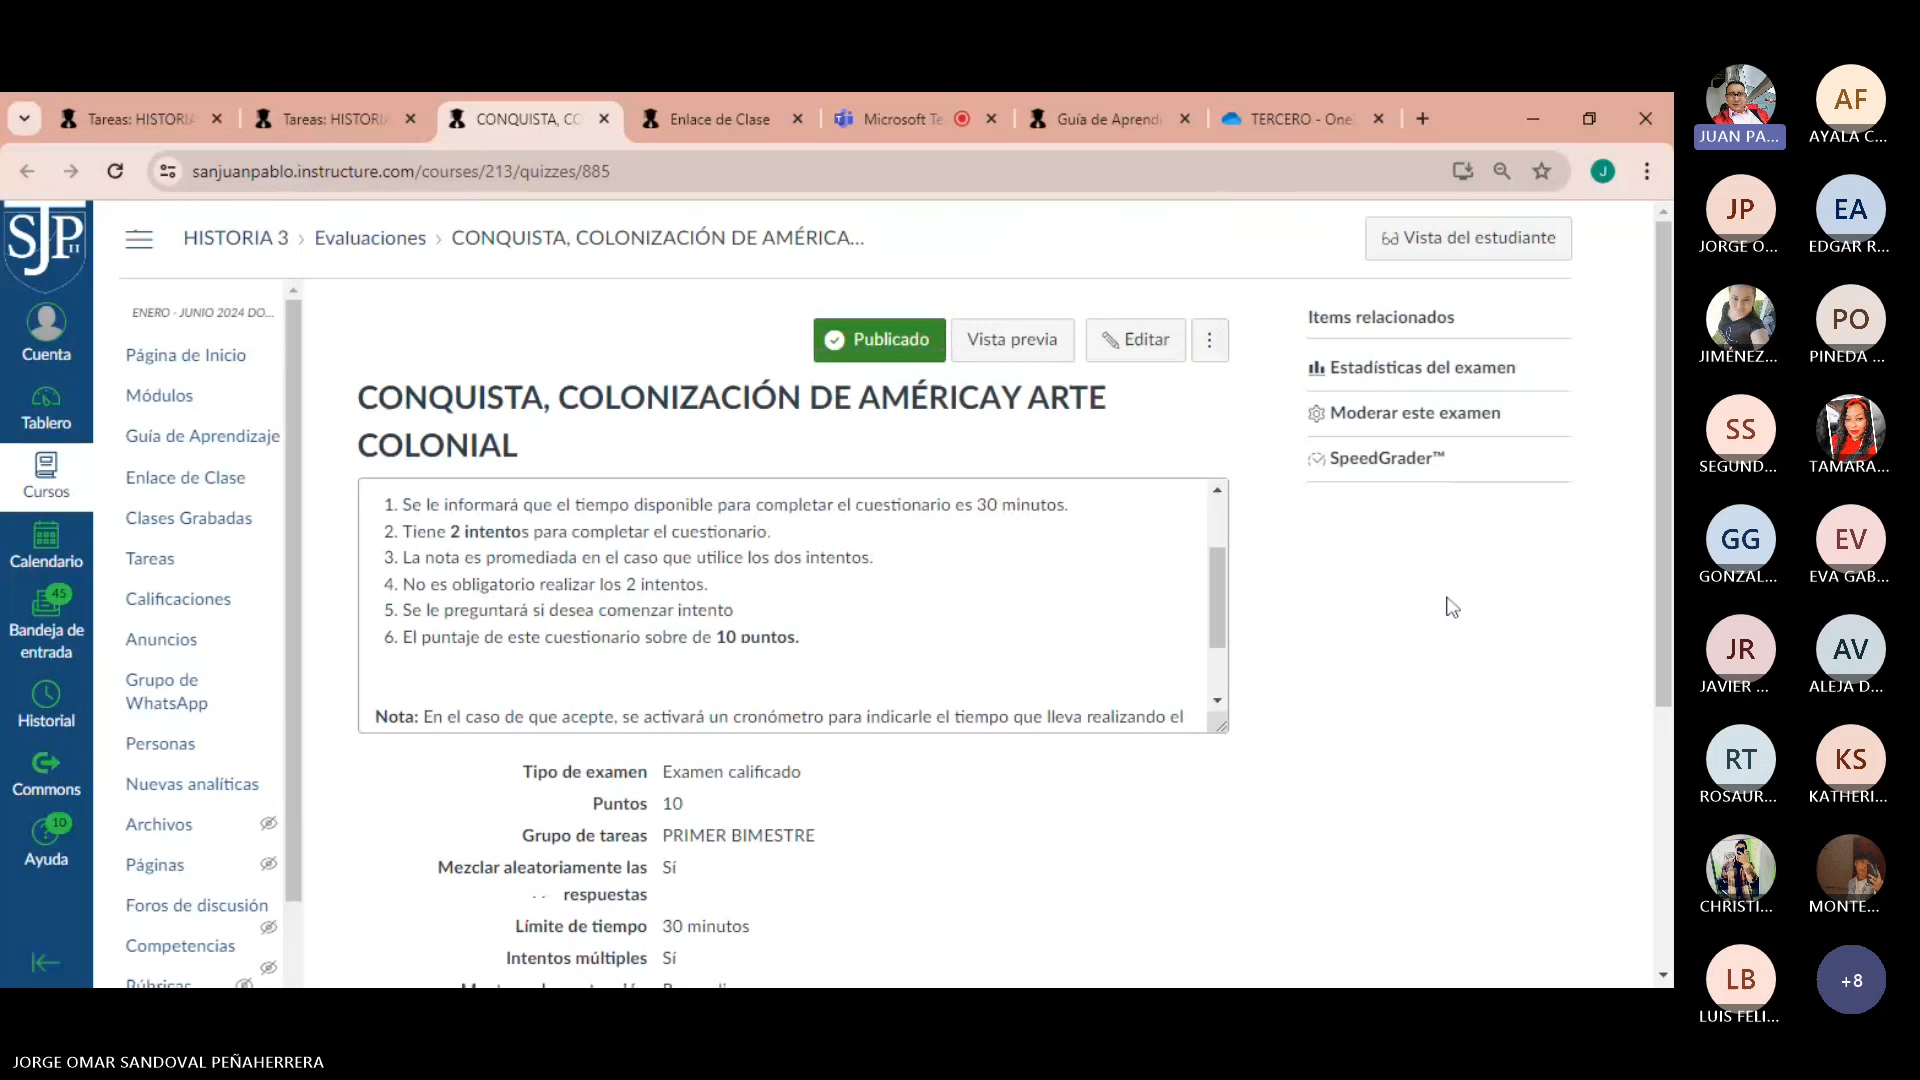 Tareas: HISTORI
Tareas: HISTORI
CONQUISTA, CO
Enlace de Clase
Microsoft Te
Guía de Aprendi
TERCERO - One
sanjuanpablo.instructure.com/courses/213/quizzes/885
J
SJP II
HISTORIA 3 › Evaluaciones › CONQUISTA, COLONIZACIÓN DE AMÉRICA...
Vista del estudiante
Cuenta
Tablero
Cursos
Calendario
45
Bandeja de
entrada
Historial
Commons
10
Ayuda
ENERO - JUNIO 2024 DO...
Página de Inicio
Módulos
Guía de Aprendizaje
Enlace de Clase
Clases Grabadas
Tareas
Calificaciones
Anuncios
Grupo de
WhatsApp
Personas
Nuevas analíticas
Archivos
Páginas
Foros de discusión
Competencias
Rúbricas
Publicado
Vista previa
Editar
CONQUISTA, COLONIZACIÓN DE AMÉRICAY ARTE
COLONIAL
1. Se le informará que el tiempo disponible para completar el cuestionario es 30 minutos.
2. Tiene 2 intentos para completar el cuestionario.
3. La nota es promediada en el caso que utilice los dos intentos.
4. No es obligatorio realizar los 2 intentos.
5. Se le preguntará si desea comenzar intento
6. El puntaje de este cuestionario sobre de 10 puntos.
Nota: En el caso de que acepte, se activará un cronómetro para indicarle el tiempo que lleva realizando el
Tipo de examen Examen calificado
Puntos 10
Grupo de tareas PRIMER BIMESTRE
Mezclar aleatoriamente las Sí
respuestas
Límite de tiempo 30 minutos
Intentos múltiples Sí
Items relacionados
Estadísticas del examen
Moderar este examen
SpeedGrader™
JUAN PA...
AF
AYALA C...
JP
JORGE O...
EA
EDGAR R...
JIMÉNEZ...
PO
PINEDA ...
SS
SEGUND...
TAMARA...
GG
GONZAL...
EV
EVA GAB...
JR
JAVIER ...
AV
ALEJA D...
RT
ROSAUR...
KS
KATHERI...
CHRISTI...
MONTE...
LB
LUIS FELI...
+8
JORGE OMAR SANDOVAL PEÑAHERRERA